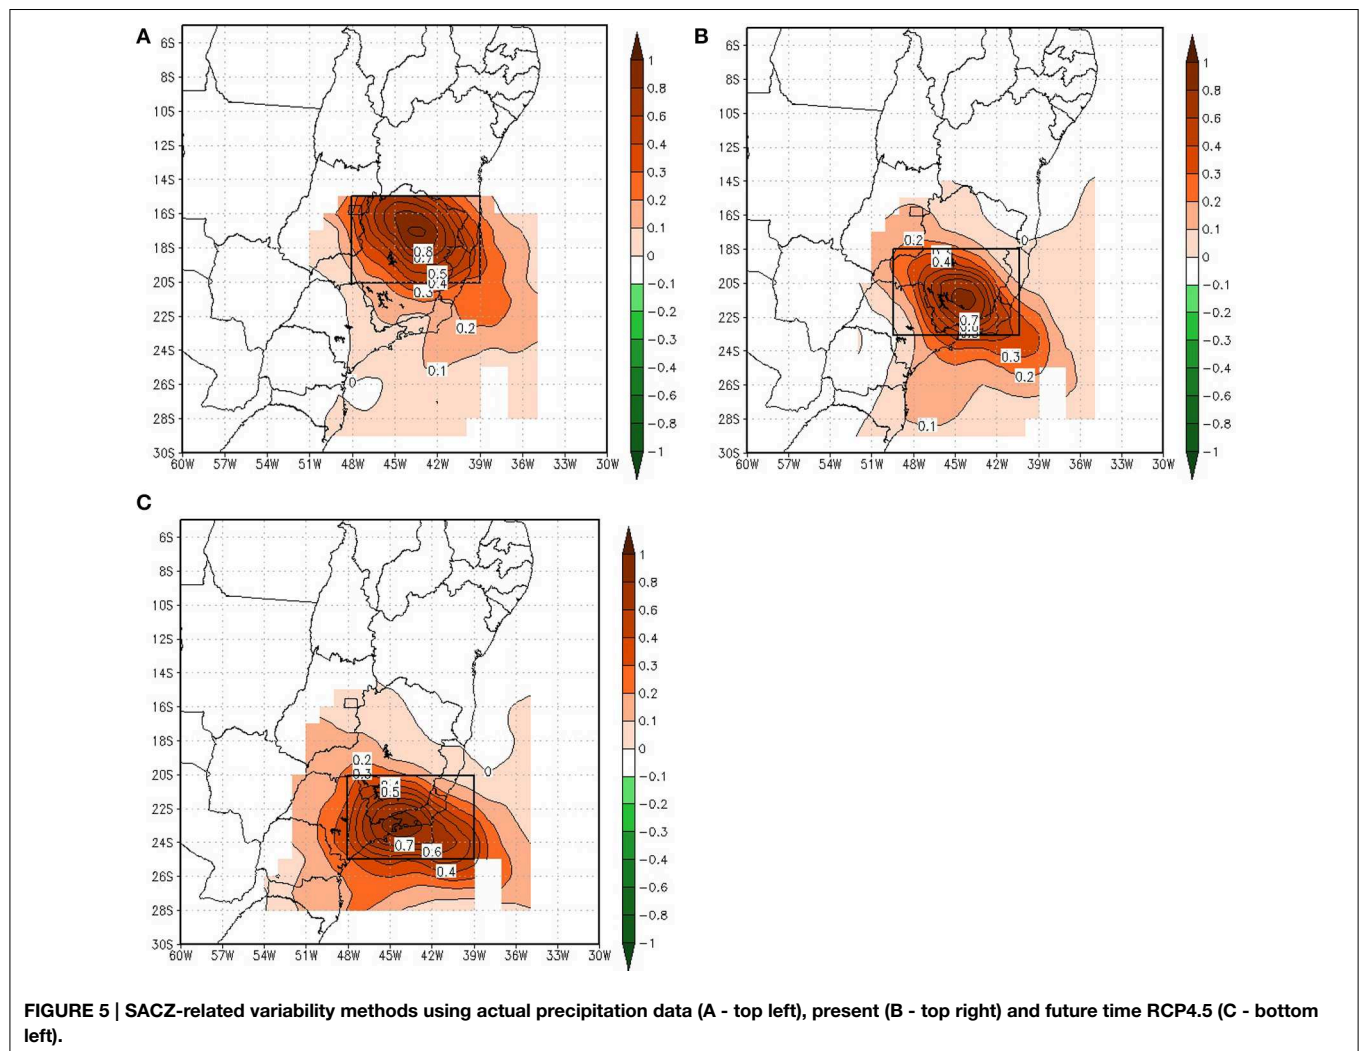 A
6S
8S
10S
12S
14S
16S
18S
20S
22S
24S
26S
28S
30S
60W 57W 54W 51W 48W 45W 42W 39W 36W 33W 30W
0.8
0.7
0.5
0.4
0.3
0.2
0.1
0
1
0.8
0.6
0.4
0.3
0.2
0.1
0
−0.1
−0.2
−0.3
−0.4
−0.6
−0.8
−1
B
6S
8S
10S
12S
14S
16S
18S
20S
22S
24S
26S
28S
30S
60W 57W 54W 51W 48W 45W 42W 39W 36W 33W 30W
0.2
0
0.4
0.7
0.3
0.2
0.1
1
0.8
0.6
0.4
0.3
0.2
0.1
0
−0.1
−0.2
−0.3
−0.4
−0.6
−0.8
−1
C
6S
8S
10S
12S
14S
16S
18S
20S
22S
24S
26S
28S
30S
60W 57W 54W 51W 48W 45W 42W 39W 36W 33W 30W
0.2
0.3
0
0.4
0.5
0.7
0.6
0.4
1
0.8
0.6
0.4
0.3
0.2
0.1
0
−0.1
−0.2
−0.3
−0.4
−0.6
−0.8
−1
FIGURE 5 | SACZ-related variability methods using actual precipitation data (A - top left), present (B - top right) and future time RCP4.5 (C - bottom
left).